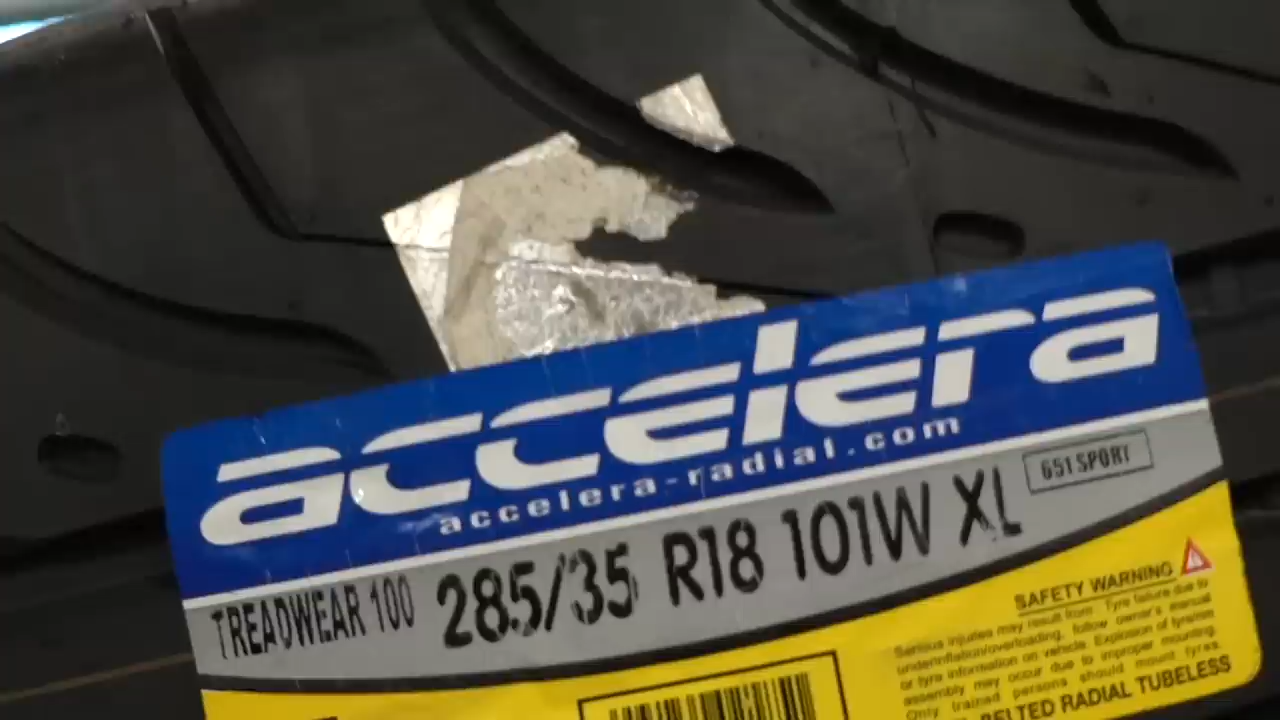 accelera
accelera-radial.com
651 SPORT
TREADWEAR 100 285/35 R18 101W XL
SAFETY WARNING
Serious injuries may result from: Tyre failure due to
underinflation/overloading, follow owner's manual
or tyre information on vehicle. Explosion of tyre/rim
assembly may occur due to improper mounting.
Only trained persons should mount tyres.
BELTED RADIAL TUBELESS